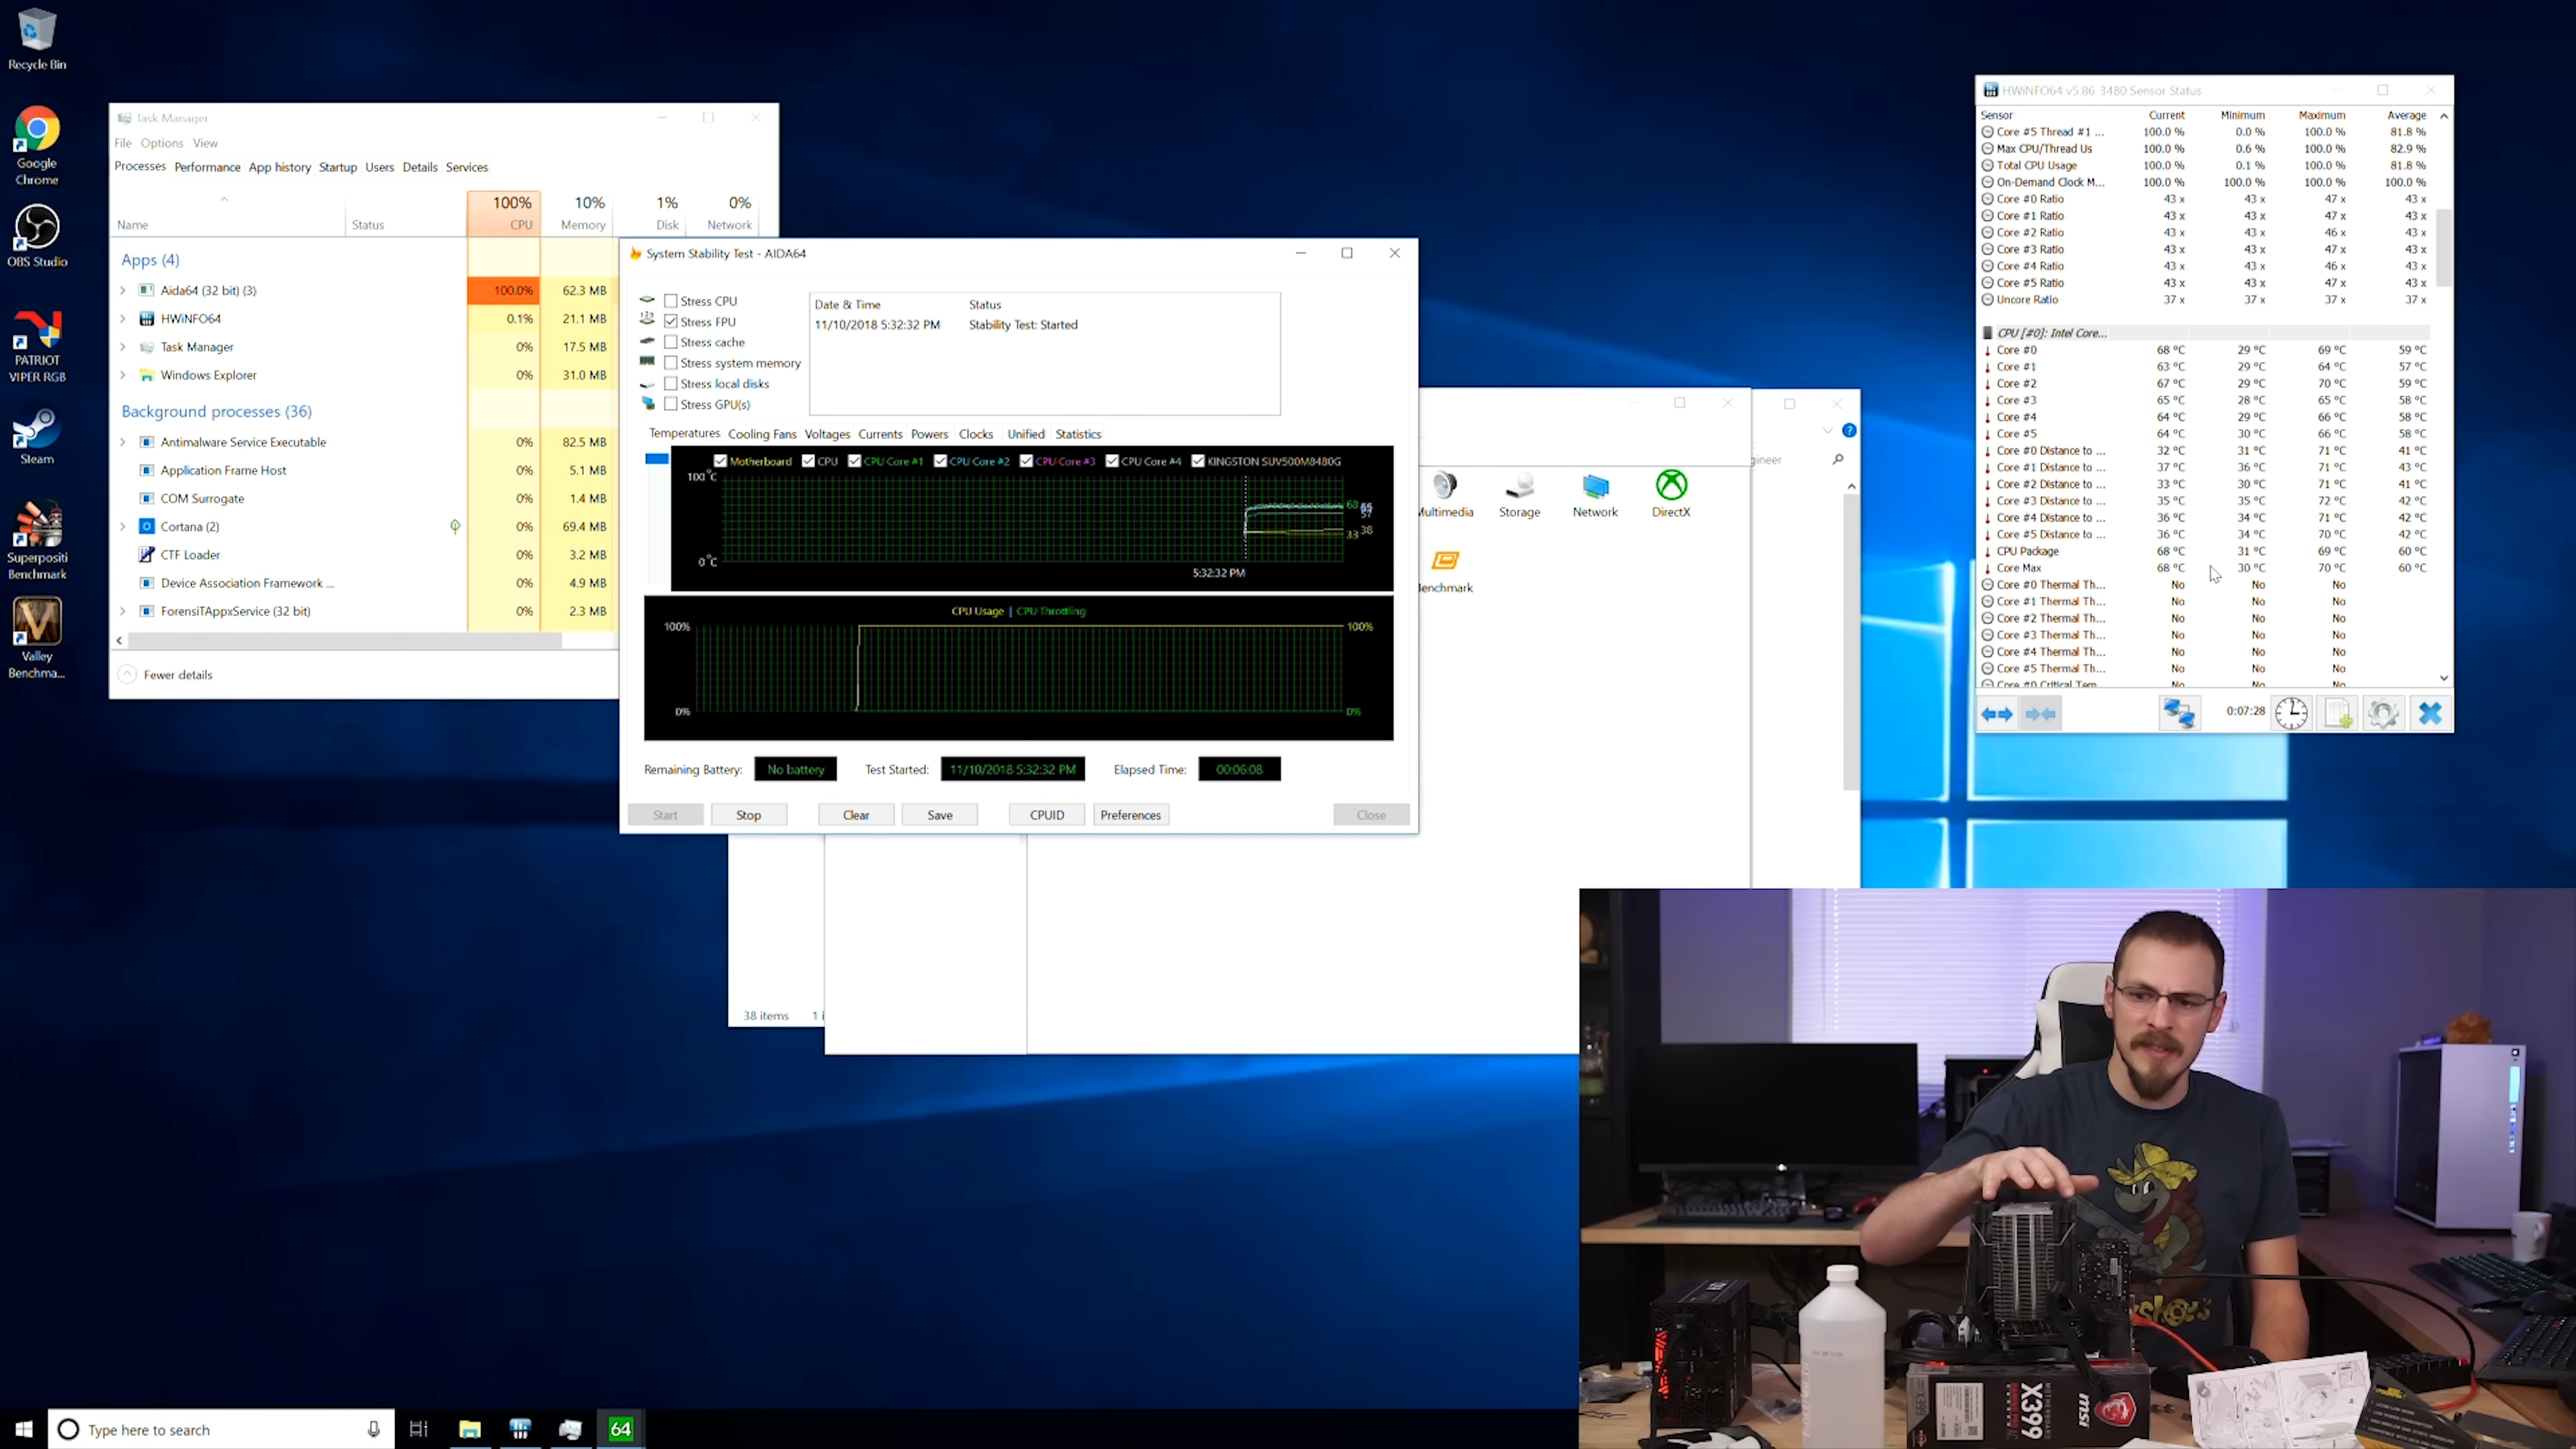 Recycle Bin
Google
Chrome
OBS Studio
PATRIOT
VIPER RGB
Steam
Superpositi
Benchmark
Valley
Benchma...
Task Manager
File Options View
Processes Performance App history Startup Users Details Services
100% 10% 1% 0%
Name Status CPU Memory Disk Network
Apps (4)
Aida64 (32 bit) (3) 100.0% 62.3 MB
HWiNFO64 0.1% 21.1 MB
Task Manager 0% 17.5 MB
Windows Explorer 0% 31.0 MB
Background processes (36)
Antimalware Service Executable 0% 82.5 MB
Application Frame Host 0% 5.1 MB
COM Surrogate 0% 1.4 MB
Cortana (2) 0% 69.4 MB
CTF Loader 0% 3.2 MB
Device Association Framework ... 0% 4.9 MB
ForensiTAppxService (32 bit) 0% 2.3 MB
Fewer details
System Stability Test - AIDA64
Stress CPU
Stress FPU
Stress cache
Stress system memory
Stress local disks
Stress GPU(s)
Date & Time Status
11/10/2018 5:32:32 PM Stability Test: Started
Temperatures Cooling Fans Voltages Currents Powers Clocks Unified Statistics
Motherboard CPU CPU Core #1 CPU Core #2 CPU Core #3 CPU Core #4 KINGSTON SUV500M8480G
100°C
33 38
0°C
5:32:32 PM
CPU Usage | CPU Throttling
100% 100%
0% 0%
Remaining Battery: No battery Test Started: 11/10/2018 5:32:32 PM Elapsed Time: 00:06:08
Start Stop Clear Save CPUID Preferences Close
gineer
Multimedia Storage Network DirectX
Benchmark
38 items 1 i
HWiNFO64 v5.86-3480 Sensor Status
Sensor Current Minimum Maximum Average
Core #5 Thread #1 ... 100.0 % 0.0 % 100.0 % 81.8 %
Max CPU/Thread Us 100.0 % 0.6 % 100.0 % 82.9 %
Total CPU Usage 100.0 % 0.1 % 100.0 % 81.8 %
On-Demand Clock M... 100.0 % 100.0 % 100.0 % 100.0 %
Core #0 Ratio 43 x 43 x 47 x 43 x
Core #1 Ratio 43 x 43 x 47 x 43 x
Core #2 Ratio 43 x 43 x 46 x 43 x
Core #3 Ratio 43 x 43 x 47 x 43 x
Core #4 Ratio 43 x 43 x 46 x 43 x
Core #5 Ratio 43 x 43 x 47 x 43 x
Uncore Ratio 37 x 37 x 37 x 37 x
CPU [#0]: Intel Core...
Core #0 68 °C 29 °C 69 °C 59 °C
Core #1 63 °C 29 °C 64 °C 57 °C
Core #2 67 °C 29 °C 70 °C 59 °C
Core #3 65 °C 28 °C 65 °C 58 °C
Core #4 64 °C 29 °C 66 °C 58 °C
Core #5 64 °C 30 °C 66 °C 58 °C
Core #0 Distance to ... 32 °C 31 °C 71 °C 41 °C
Core #1 Distance to ... 37 °C 36 °C 71 °C 43 °C
Core #2 Distance to ... 33 °C 30 °C 71 °C 41 °C
Core #3 Distance to ... 35 °C 35 °C 72 °C 42 °C
Core #4 Distance to ... 36 °C 34 °C 71 °C 42 °C
Core #5 Distance to ... 36 °C 34 °C 70 °C 42 °C
CPU Package 68 °C 31 °C 69 °C 60 °C
Core Max 68 °C 30 °C 70 °C 60 °C
Core #0 Thermal Th... No No No
Core #1 Thermal Th... No No No
Core #2 Thermal Th... No No No
Core #3 Thermal Th... No No No
Core #4 Thermal Th... No No No
Core #5 Thermal Th... No No No
Core #0 Critical Tem No No No
0:07:28
X399
MOTHERBOARD
msi
Type here to search
64